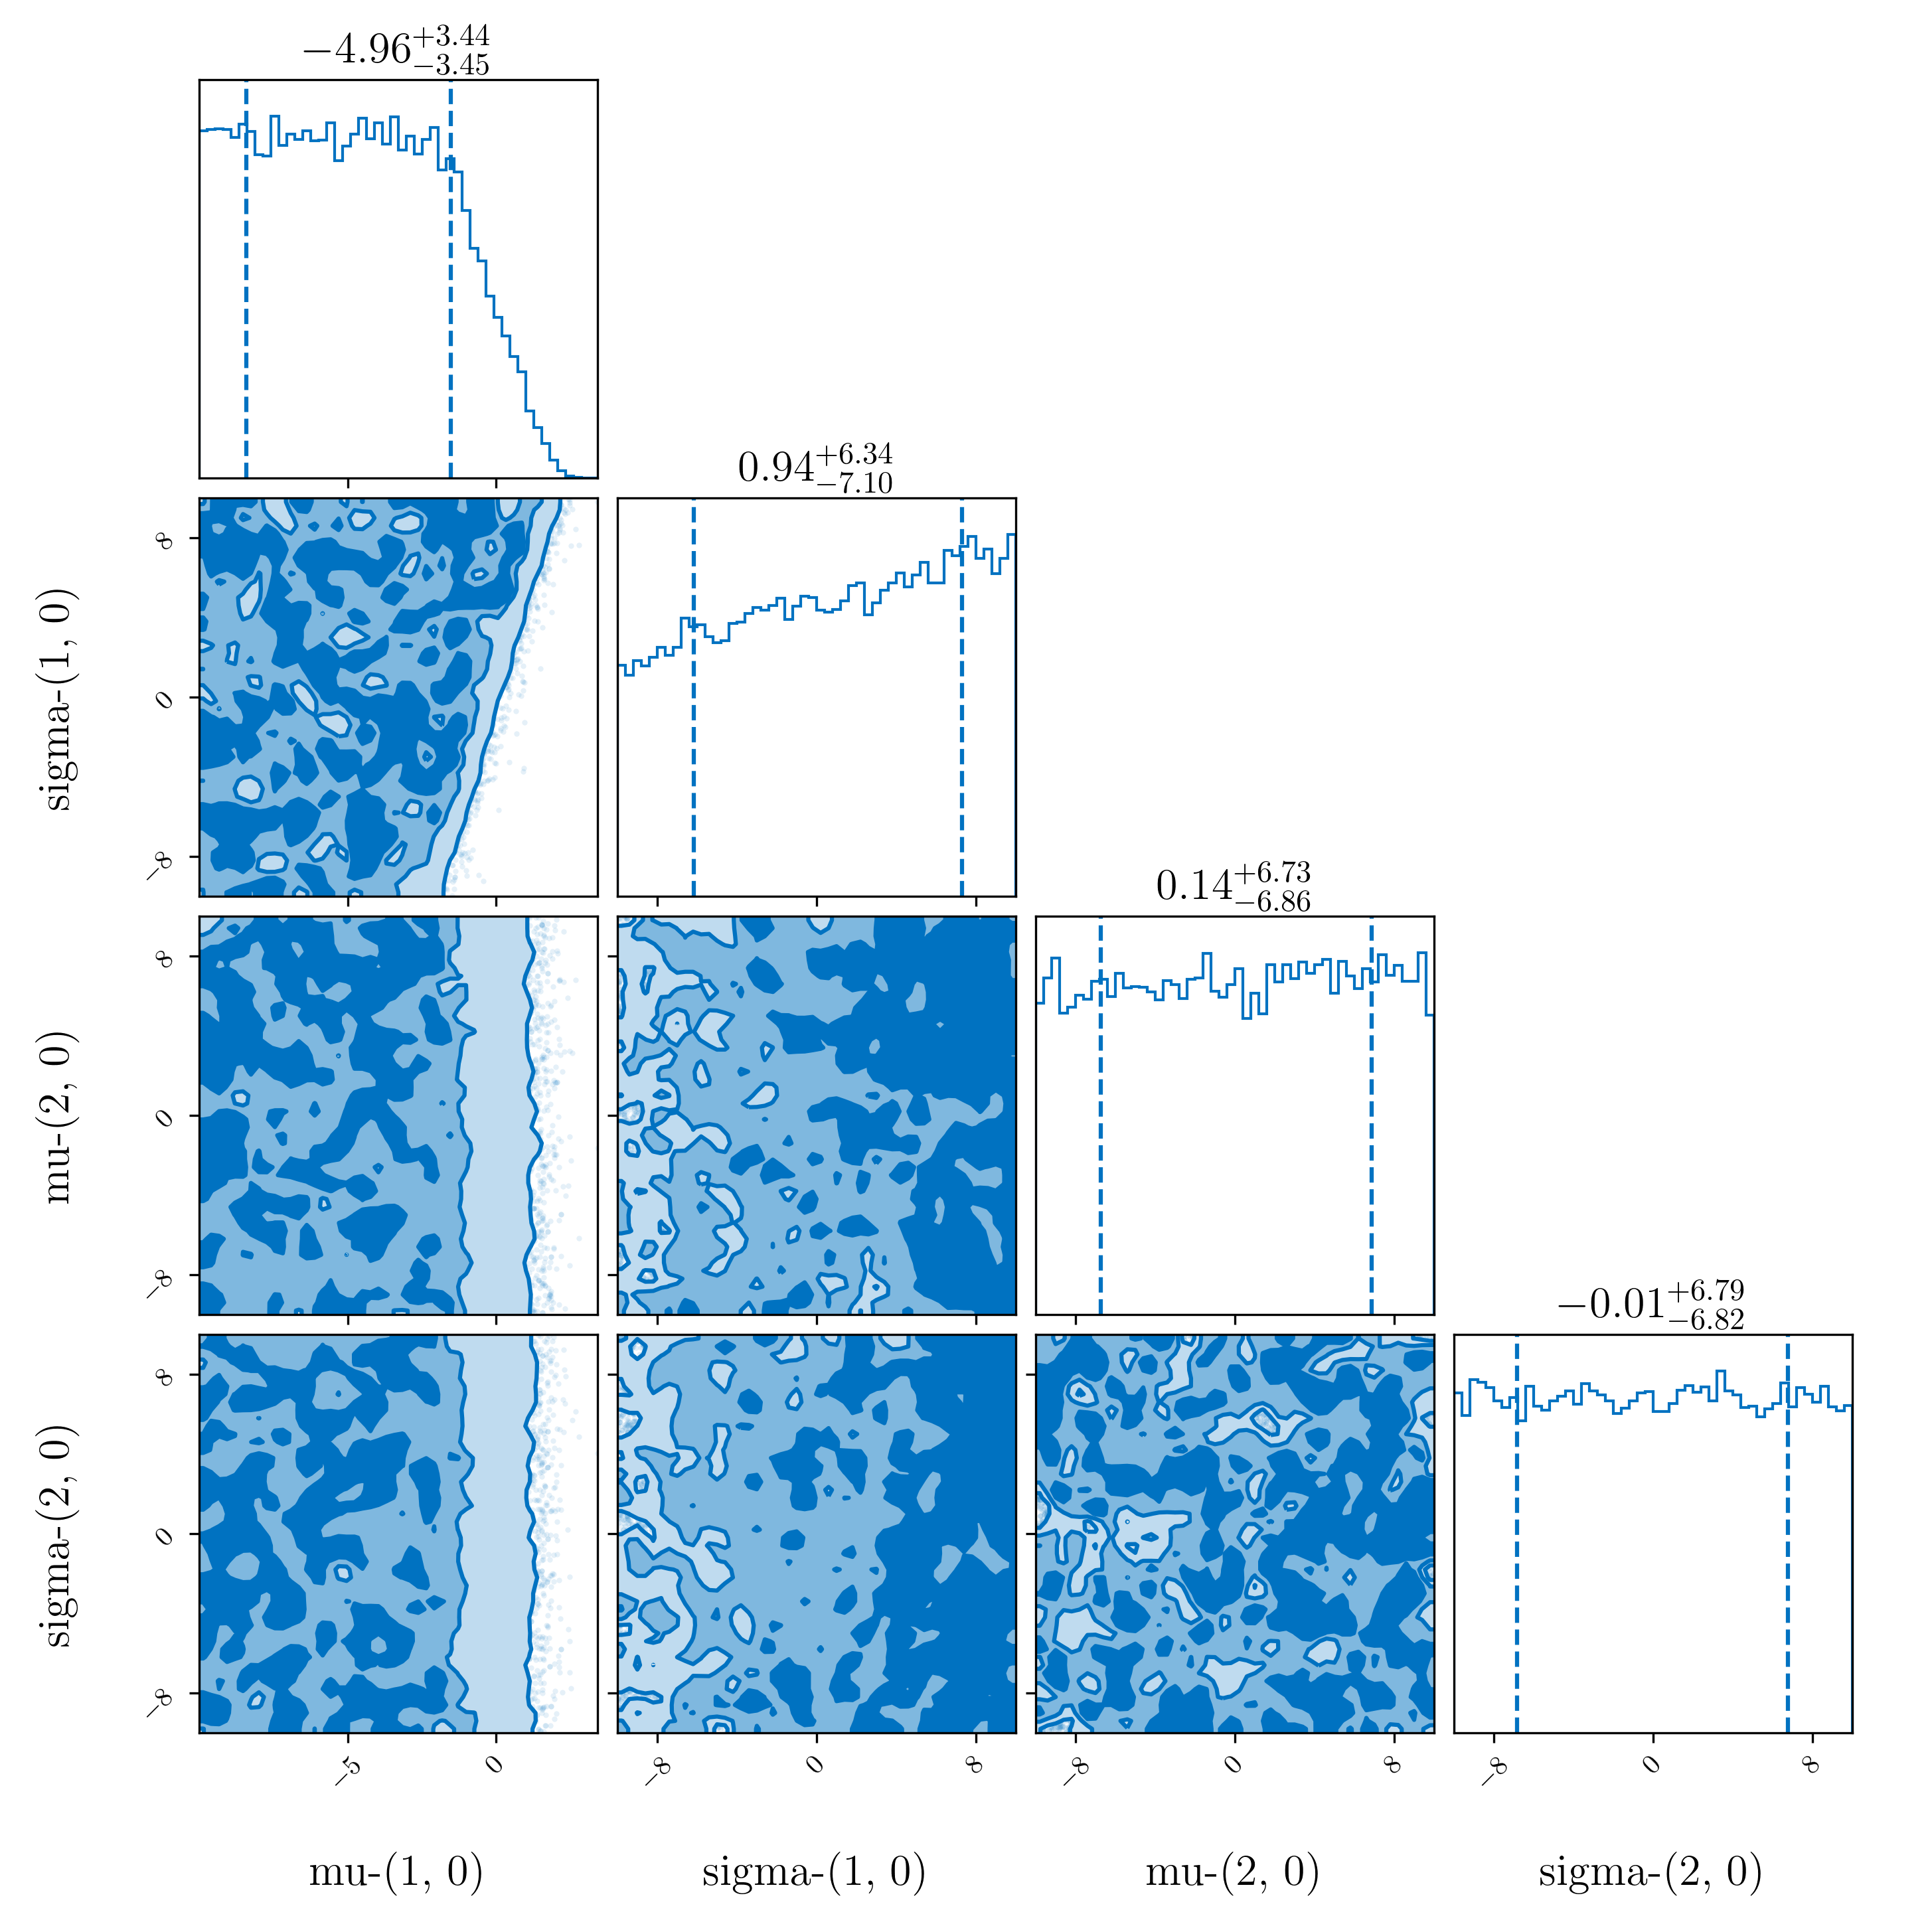 −4.96+3.44−3.45
0.94+6.34−7.10
8
0
−8
sigma-(1, 0)
0.14+6.73−6.86
8
0
−8
mu-(2, 0)
−0.01+6.79−6.82
8
0
−8
sigma-(2, 0)
−5 0 −8 0 8 −8 0 8 −8 0 8
mu-(1, 0) sigma-(1, 0) mu-(2, 0) sigma-(2, 0)